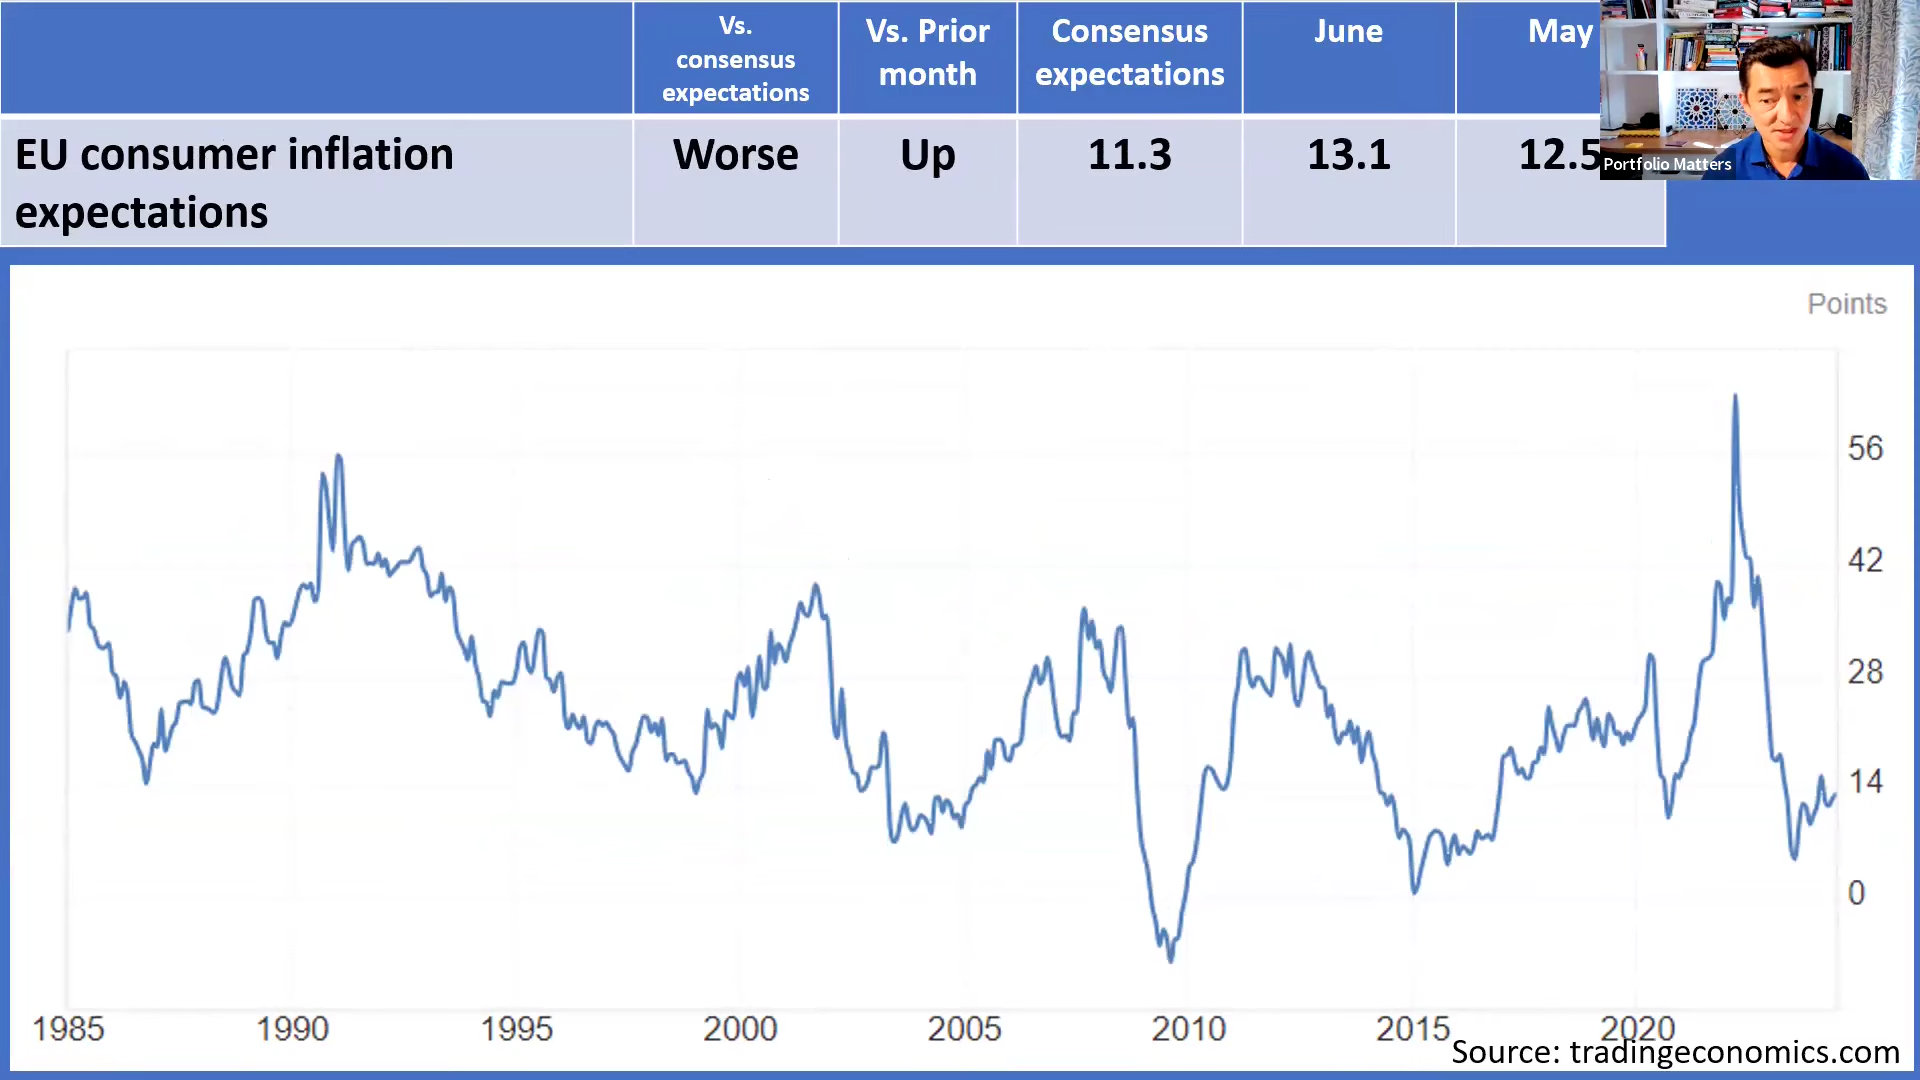 Vs.
consensus
expectations
Vs. Prior
month
Consensus
expectations
June
May
EU consumer inflation
expectations
Worse
Up
11.3
13.1
12.5
Portfolio Matters
Points
56
42
28
14
0
1985 1990 1995 2000 2005 2010 2015 2020
Source: tradingeconomics.com